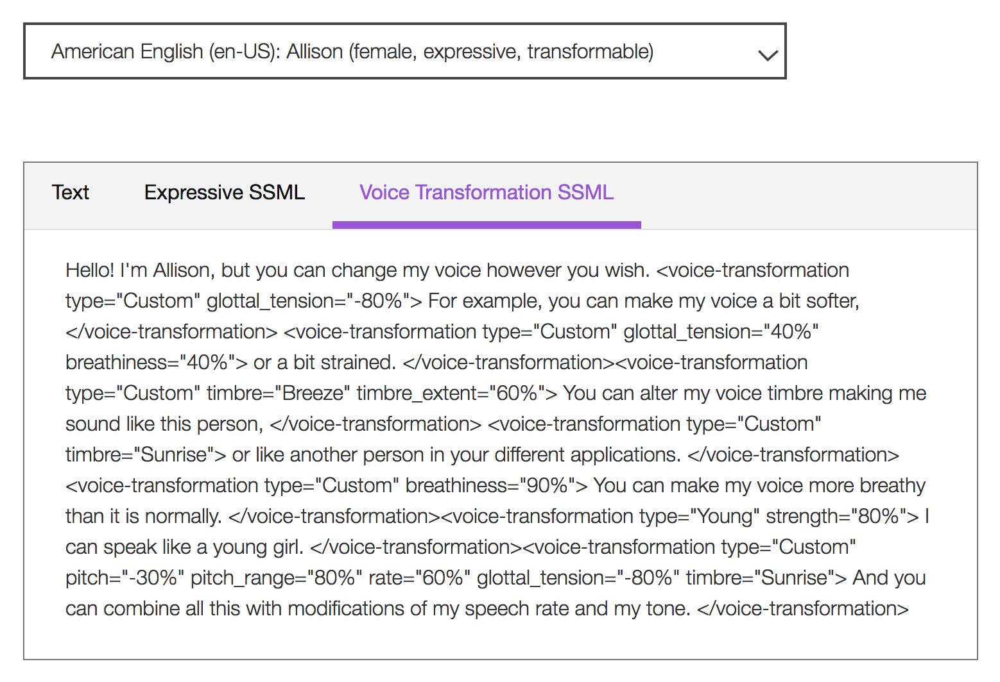 American English (en-US): Allison (female, expressive, transformable)
Text Expressive SSML Voice Transformation SSML
Hello! I'm Allison, but you can change my voice however you wish. <voice-transformation
type="Custom" glottal_tension="-80%"> For example, you can make my voice a bit softer,
</voice-transformation> <voice-transformation type="Custom" glottal_tension="40%"
breathiness="40%"> or a bit strained. </voice-transformation><voice-transformation
type="Custom" timbre="Breeze" timbre_extent="60%"> You can alter my voice timbre making me
sound like this person, </voice-transformation> <voice-transformation type="Custom"
timbre="Sunrise"> or like another person in your different applications. </voice-transformation>
<voice-transformation type="Custom" breathiness="90%"> You can make my voice more breathy
than it is normally. </voice-transformation><voice-transformation type="Young" strength="80%"> I
can speak like a young girl. </voice-transformation><voice-transformation type="Custom"
pitch="-30%" pitch_range="80%" rate="60%" glottal_tension="-80%" timbre="Sunrise"> And you
can combine all this with modifications of my speech rate and my tone. </voice-transformation>